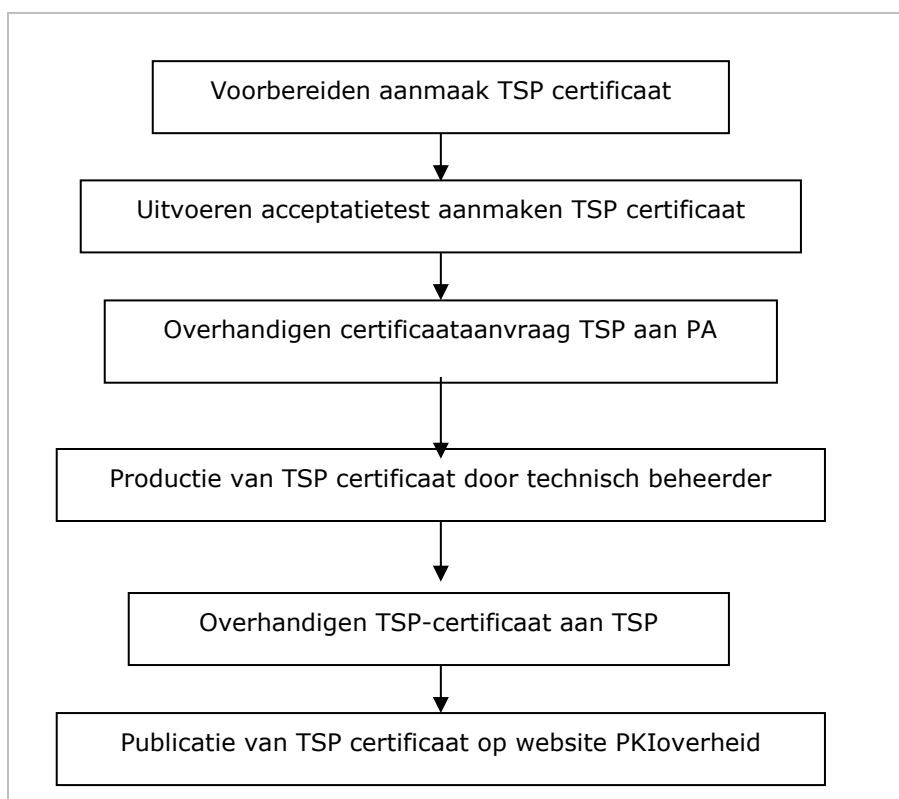 Voorbereiden aanmaak TSP certificaat
Uitvoeren acceptatietest aanmaken TSP certificaat
Overhandigen certificaataanvraag TSP aan PA
Productie van TSP certificaat door technisch beheerder
Overhandigen TSP-certificaat aan TSP
Publicatie van TSP certificaat op website PKIoverheid